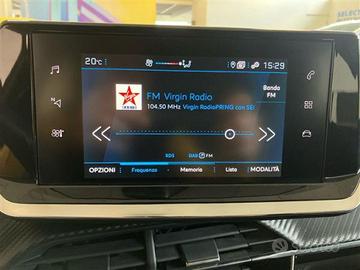 20°C
15:29
FM Virgin Radio
104.50 MHz Virgin RadioPRING con SEI
Banda
FM
RDS DAB FM
OPZIONI Frequenza Memoria Lista MODALITÀ